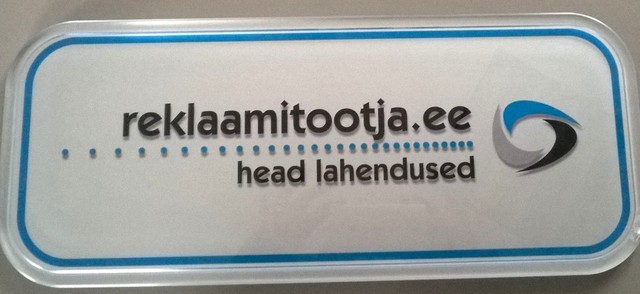 reklaamitootja.ee
head lahendused